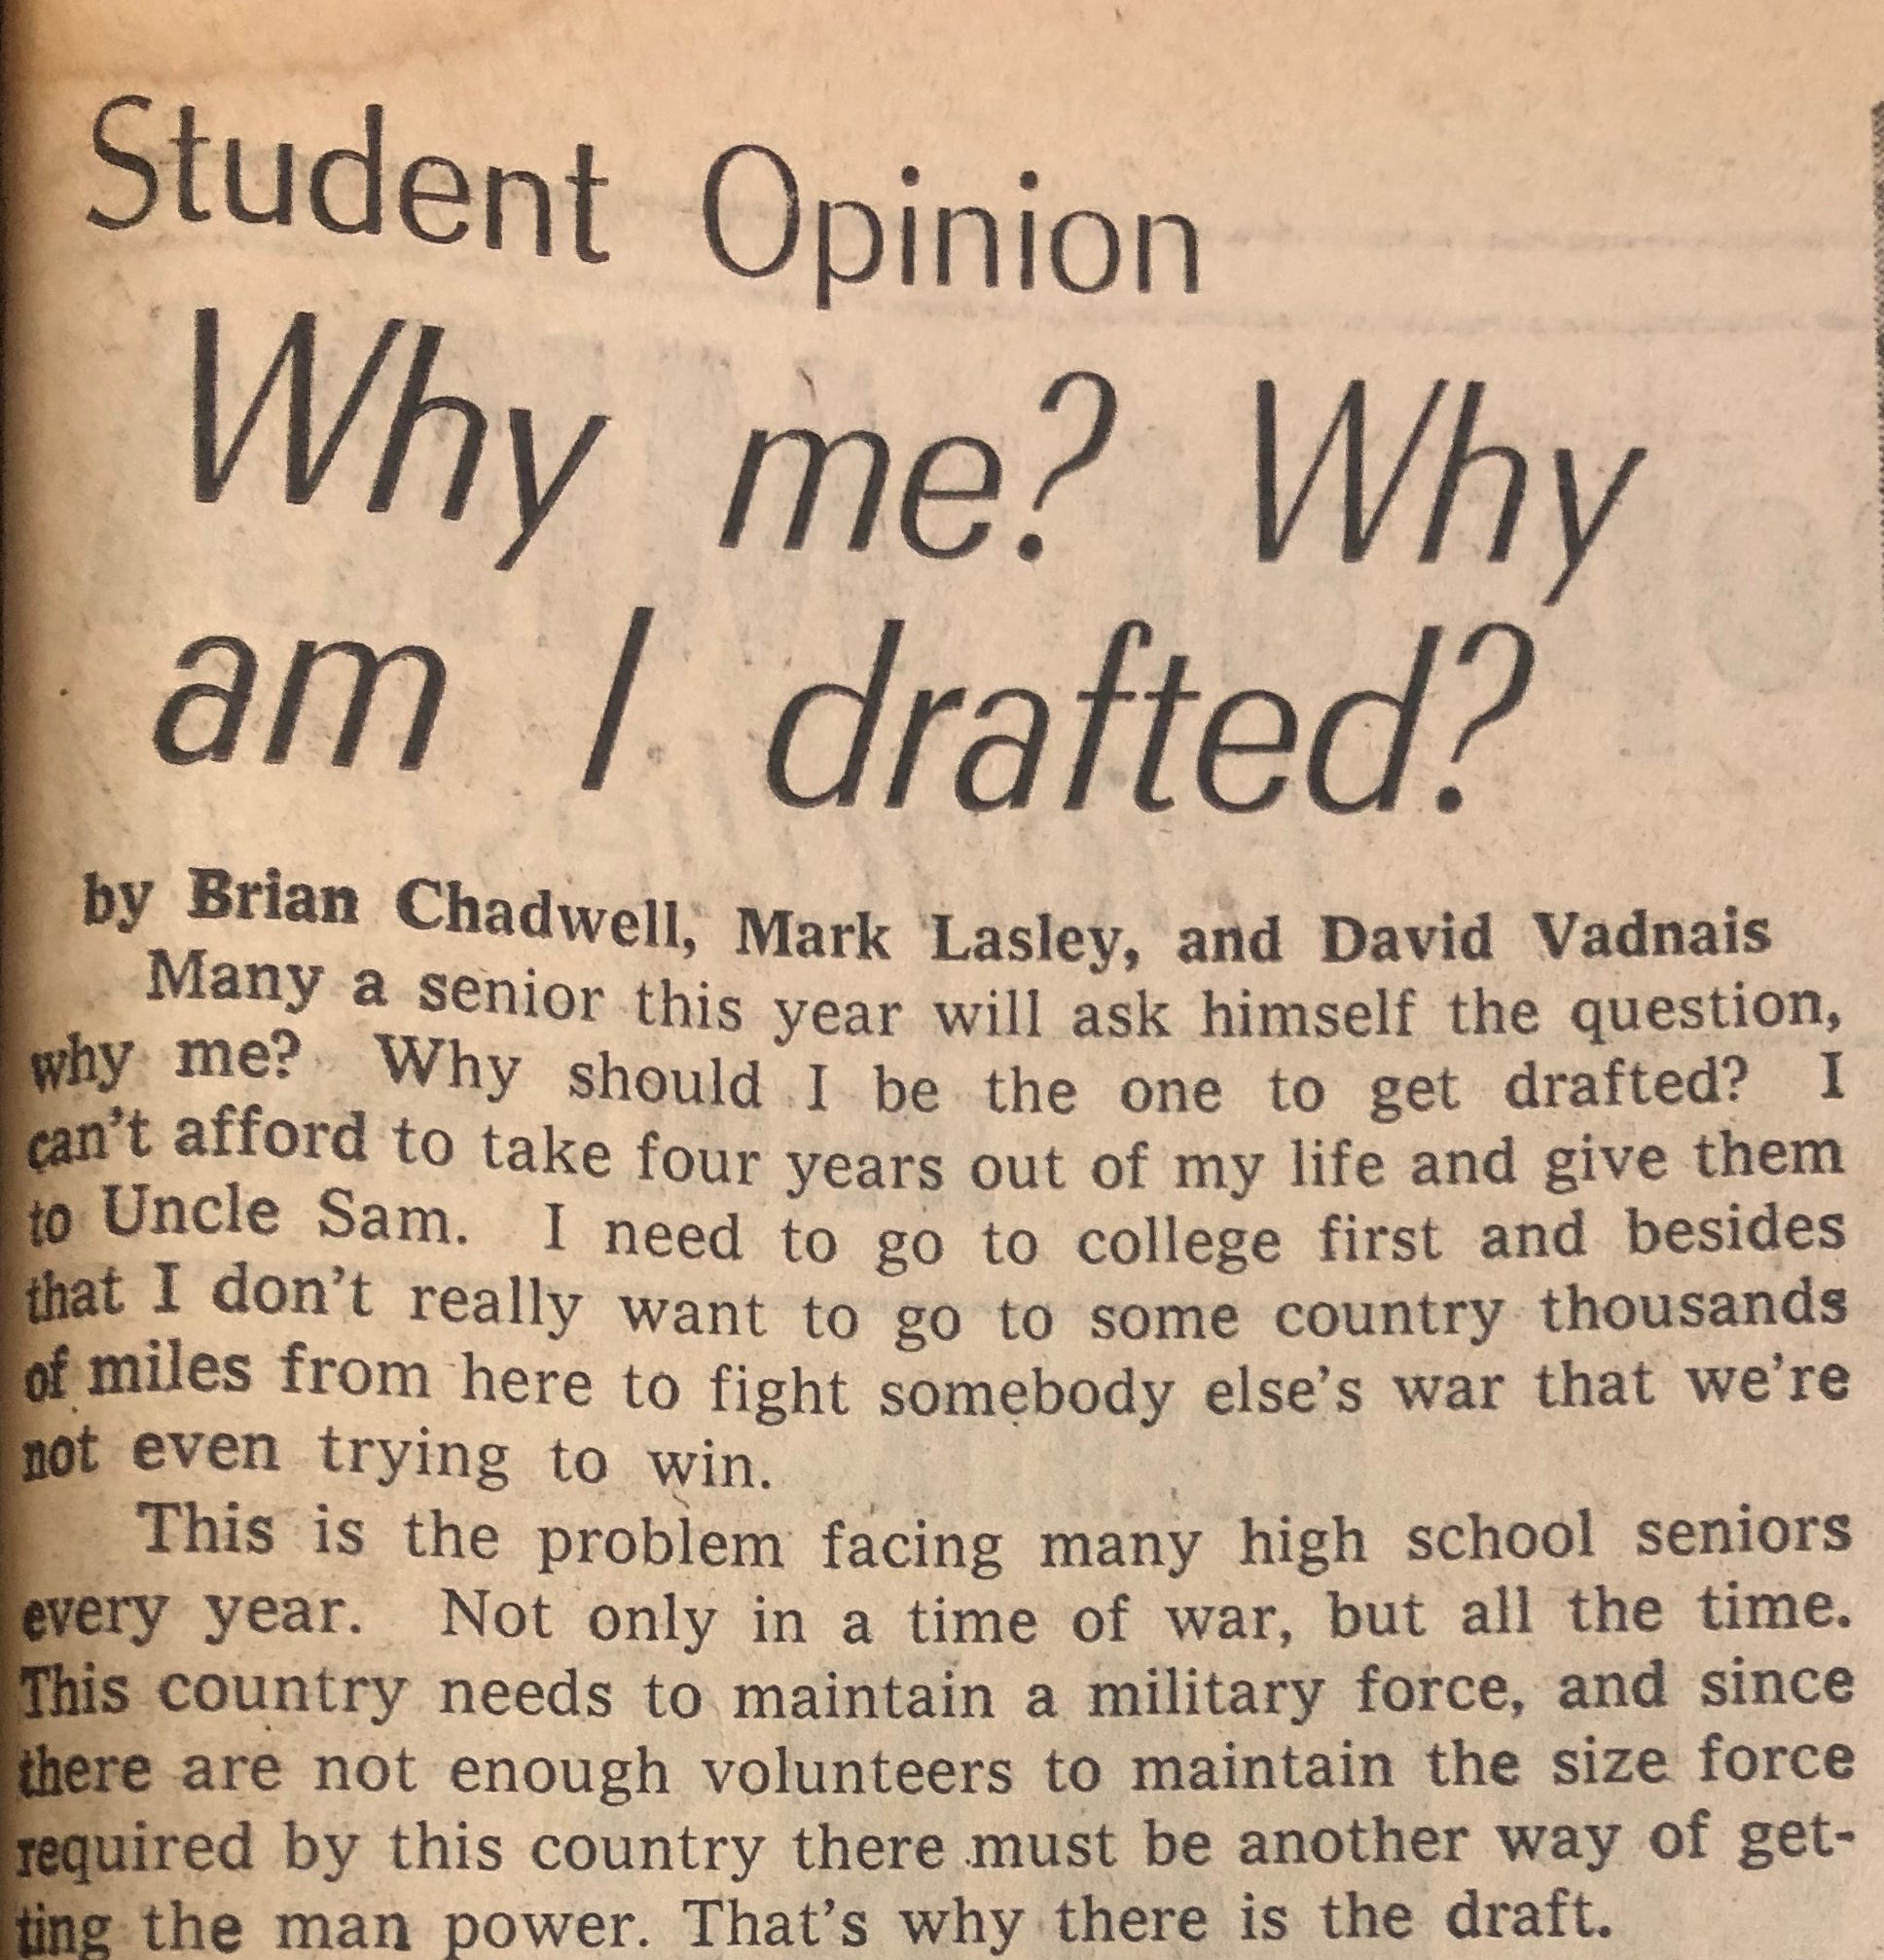 Student Opinion
Why me? Why
am I drafted?
by Brian Chadwell, Mark Lasley, and David Vadnais
Many a senior this year will ask himself the question,
why me? Why should I be the one to get drafted? I
can't afford to take four years out of my life and give them
to Uncle Sam. I need to go to college first and besides
that I don't really want to go to some country thousands
of miles from here to fight somebody else's war that we're
not even trying to win.
This is the problem facing many high school seniors
every year. Not only in a time of war, but all the time.
This country needs to maintain a military force, and since
there are not enough volunteers to maintain the size force
required by this country there must be another way of get-
ting the man power. That's why there is the draft.